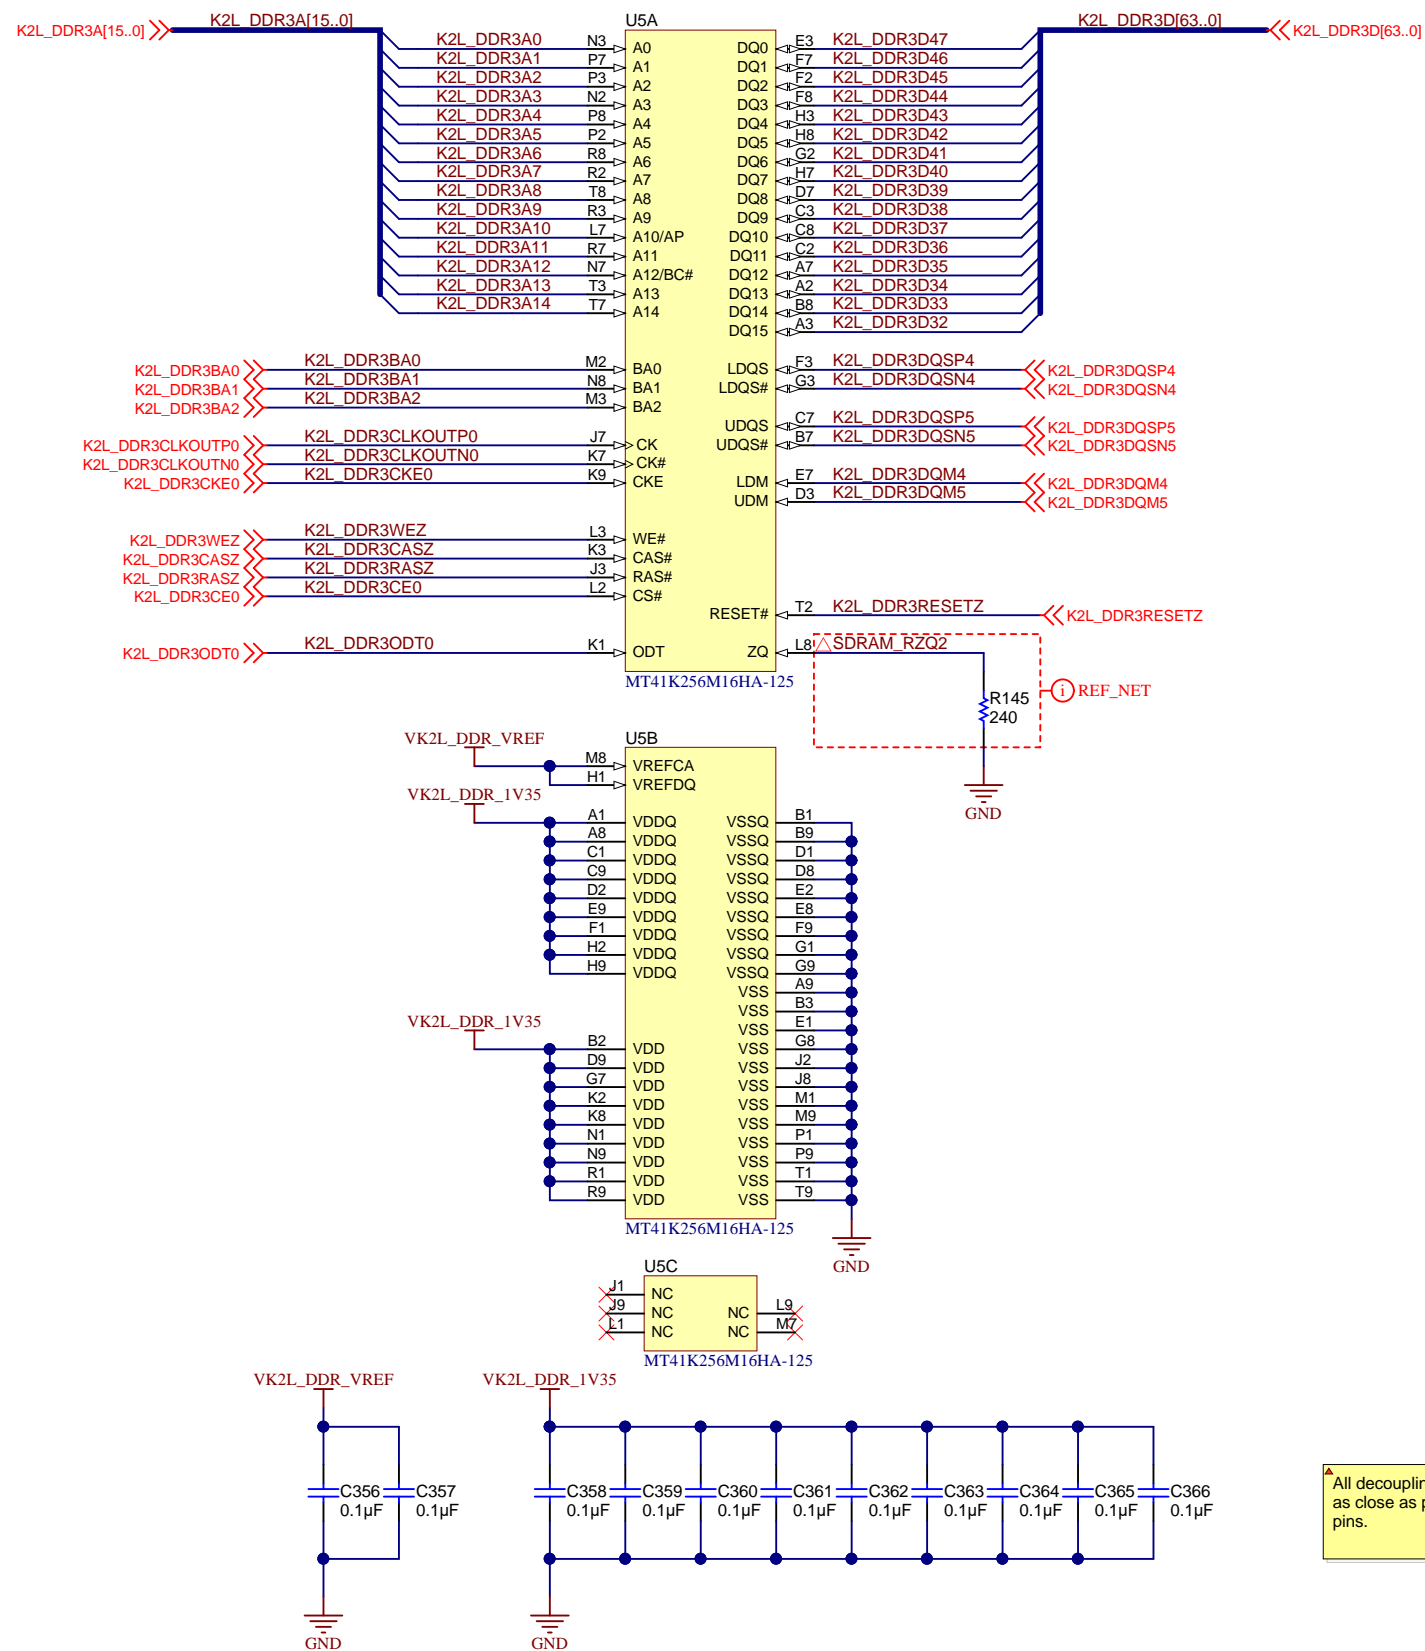 K2L_DDR3A[15..0] K2L_DDR3A[15..0] U5A K2L_DDR3D[63..0] K2L_DDR3D[63..0]
K2L_DDR3A0 N3 A0 DQ0 E3 K2L_DDR3D47
K2L_DDR3A1 P7 A1 DQ1 F7 K2L_DDR3D46
K2L_DDR3A2 P3 A2 DQ2 F2 K2L_DDR3D45
K2L_DDR3A3 N2 A3 DQ3 F8 K2L_DDR3D44
K2L_DDR3A4 P8 A4 DQ4 H3 K2L_DDR3D43
K2L_DDR3A5 P2 A5 DQ5 H8 K2L_DDR3D42
K2L_DDR3A6 R8 A6 DQ6 G2 K2L_DDR3D41
K2L_DDR3A7 R2 A7 DQ7 H7 K2L_DDR3D40
K2L_DDR3A8 T8 A8 DQ8 D7 K2L_DDR3D39
K2L_DDR3A9 R3 A9 DQ9 C3 K2L_DDR3D38
K2L_DDR3A10 L7 A10/AP DQ10 C8 K2L_DDR3D37
K2L_DDR3A11 R7 A11 DQ11 C2 K2L_DDR3D36
K2L_DDR3A12 N7 A12/BC# DQ12 A7 K2L_DDR3D35
K2L_DDR3A13 T3 A13 DQ13 A2 K2L_DDR3D34
K2L_DDR3A14 T7 A14 DQ14 B8 K2L_DDR3D33
DQ15 A3 K2L_DDR3D32
K2L_DDR3BA0 K2L_DDR3BA0 M2 BA0 LDQS F3 K2L_DDR3DQSP4 K2L_DDR3DQSP4
K2L_DDR3BA1 K2L_DDR3BA1 N8 BA1 LDQS# G3 K2L_DDR3DQSN4 K2L_DDR3DQSN4
K2L_DDR3BA2 K2L_DDR3BA2 M3 BA2
UDQS C7 K2L_DDR3DQSP5 K2L_DDR3DQSP5
K2L_DDR3CLKOUTP0 K2L_DDR3CLKOUTP0 J7 CK UDQS# B7 K2L_DDR3DQSN5 K2L_DDR3DQSN5
K2L_DDR3CLKOUTN0 K2L_DDR3CLKOUTN0 K7 CK#
K2L_DDR3CKE0 K2L_DDR3CKE0 K9 CKE LDM E7 K2L_DDR3DQM4 K2L_DDR3DQM4
UDM D3 K2L_DDR3DQM5 K2L_DDR3DQM5
K2L_DDR3WEZ K2L_DDR3WEZ L3 WE#
K2L_DDR3CASZ K2L_DDR3CASZ K3 CAS#
K2L_DDR3RASZ K2L_DDR3RASZ J3 RAS#
K2L_DDR3CE0 K2L_DDR3CE0 L2 CS#
RESET# T2 K2L_DDR3RESETZ K2L_DDR3RESETZ
K2L_DDR3ODT0 K2L_DDR3ODT0 K1 ODT ZQ L8 SDRAM_RZQ2
MT41K256M16HA-125
i REF_NET
R145
240
GND
U5B
VK2L_DDR_VREF
M8 VREFCA
H1 VREFDQ
VK2L_DDR_1V35
A1 VDDQ VSSQ B1
A8 VDDQ VSSQ B9
C1 VDDQ VSSQ D1
C9 VDDQ VSSQ D8
D2 VDDQ VSSQ E2
E9 VDDQ VSSQ E8
F1 VDDQ VSSQ F9
H2 VDDQ VSSQ G1
H9 VDDQ VSSQ G9
VSS A9
VSS B3
VK2L_DDR_1V35 VSS E1
B2 VDD VSS G8
D9 VDD VSS J2
G7 VDD VSS J8
K2 VDD VSS M1
K8 VDD VSS M9
N1 VDD VSS P1
N9 VDD VSS P9
R1 VDD VSS T1
R9 VDD VSS T9
MT41K256M16HA-125
GND
U5C
J1 NC
J9 NC NC L9
L1 NC NC M7
MT41K256M16HA-125
VK2L_DDR_VREF VK2L_DDR_1V35
C356 C357 C358 C359 C360 C361 C362 C363 C364 C365 C366
0.1µF 0.1µF 0.1µF 0.1µF 0.1µF 0.1µF 0.1µF 0.1µF 0.1µF 0.1µF 0.1µF
GND GND
All decouplin
as close as p
pins.